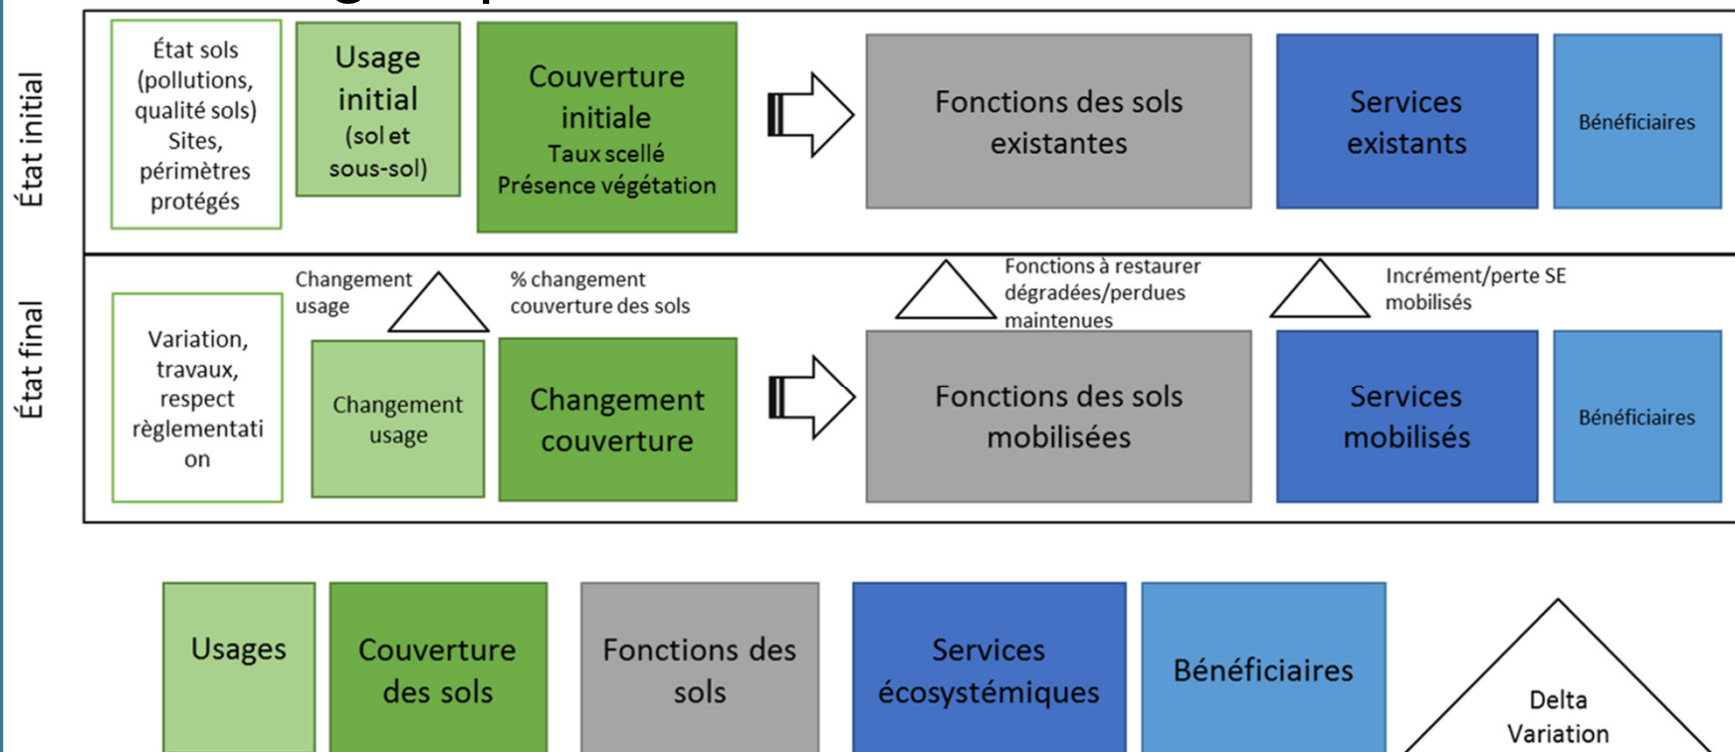 État initial
État sols
(pollutions,
qualité sols)
Sites,
périmètres
protégés
Usage
initial
(sol et
sous-sol)
Couverture
initiale
Taux scellé
Présence végétation
Fonctions des sols
existantes
Services
existants
Bénéficiaires
État final
Variation,
travaux,
respect
règlementati
on
Changement
usage
% changement
couverture des sols
Fonctions à restaurer
dégradées/perdues
maintenues
Incrément/perte SE
mobilisés
Changement
usage
Changement
couverture
Fonctions des sols
mobilisées
Services
mobilisés
Bénéficiaires
Usages
Couverture
des sols
Fonctions des
sols
Services
écosystémiques
Bénéficiaires
Delta
Variation